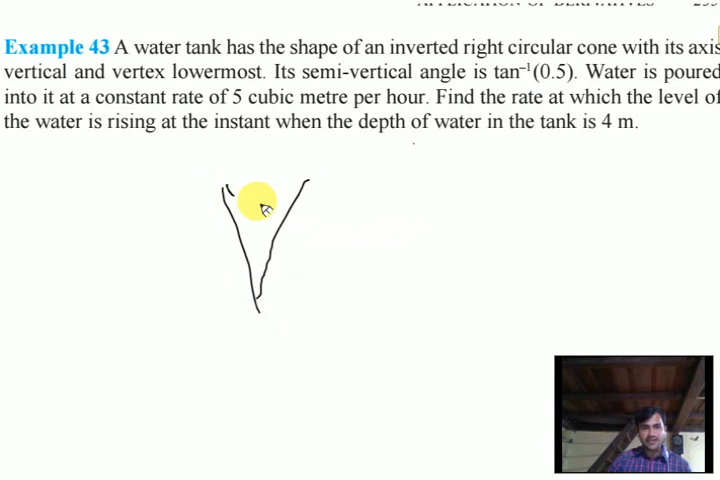 Example 43 A water tank has the shape of an inverted right circular cone with its axis
vertical and vertex lowermost. Its semi-vertical angle is tan⁻¹(0.5). Water is poured
into it at a constant rate of 5 cubic metre per hour. Find the rate at which the level of
the water is rising at the instant when the depth of water in the tank is 4 m.